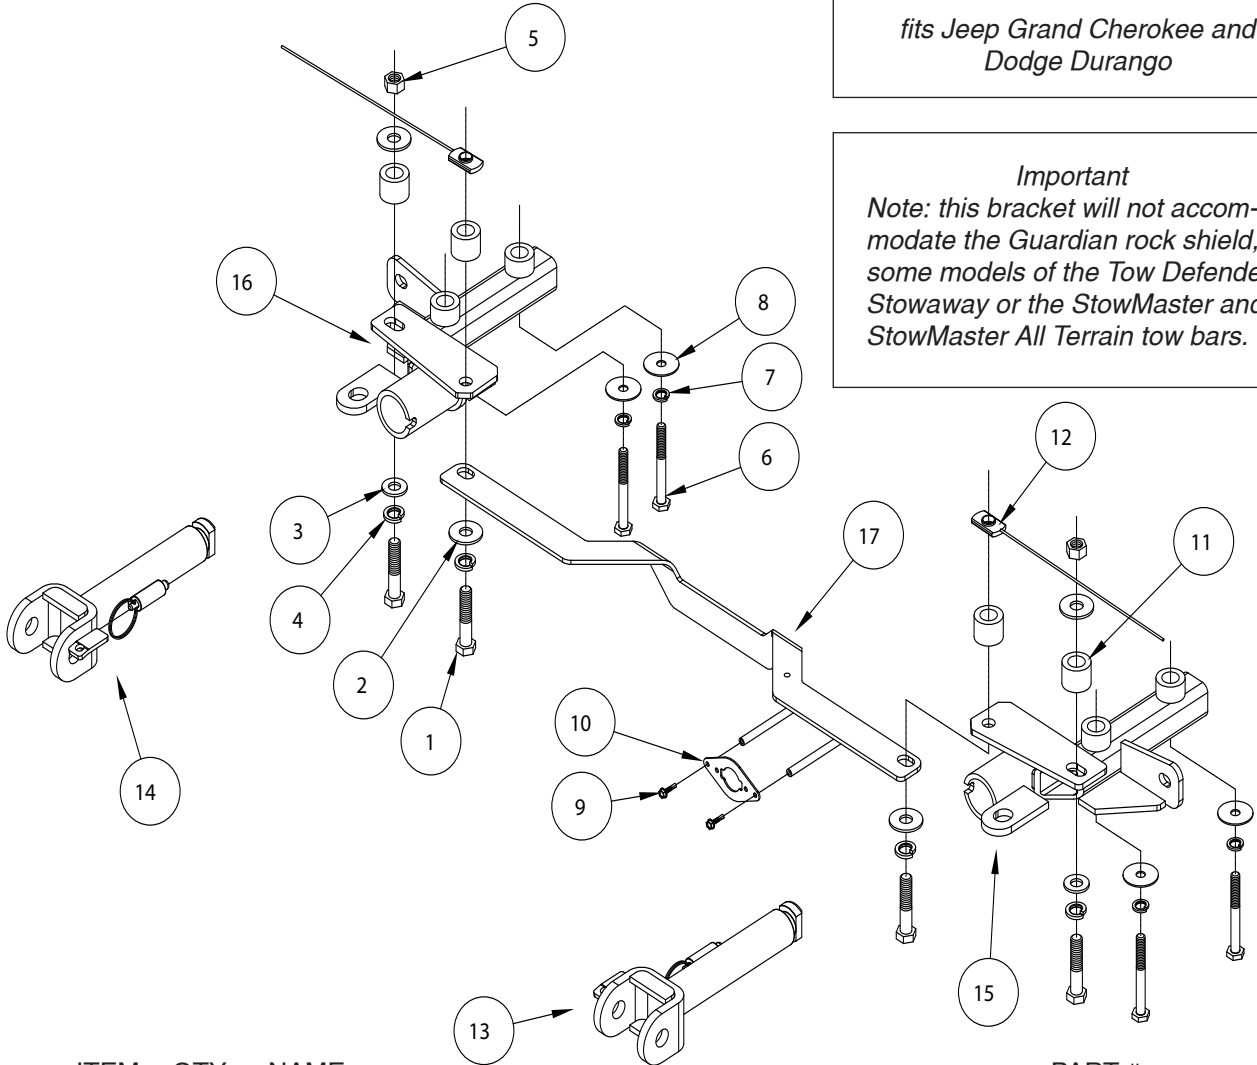 fits Jeep Grand Cherokee and
Dodge Durango
Important
Note: this bracket will not accom-
modate the Guardian rock shield,
some models of the Tow Defende
Stowaway or the StowMaster and
StowMaster All Terrain tow bars.
5
16
8
7
12
6
3
17
11
4
2
10
1
14
9
15
13
ITEM QTY NAME PART #